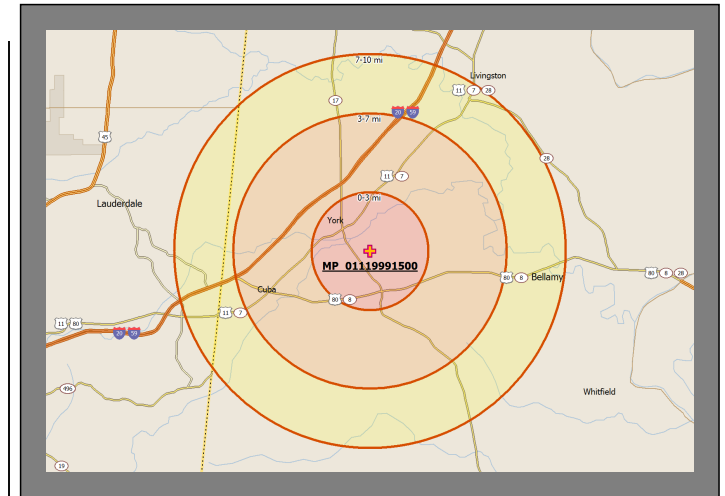 7-10 mi
Livingston
11 7 28
17
20 59
3-7 mi
45
28
11 7
0-3 mi
Lauderdale
York
MP_01119991500
80 8 Bellamy
80 8 28
Cuba
80 8
11 7
11 80
20 59
496
Whitfield
19